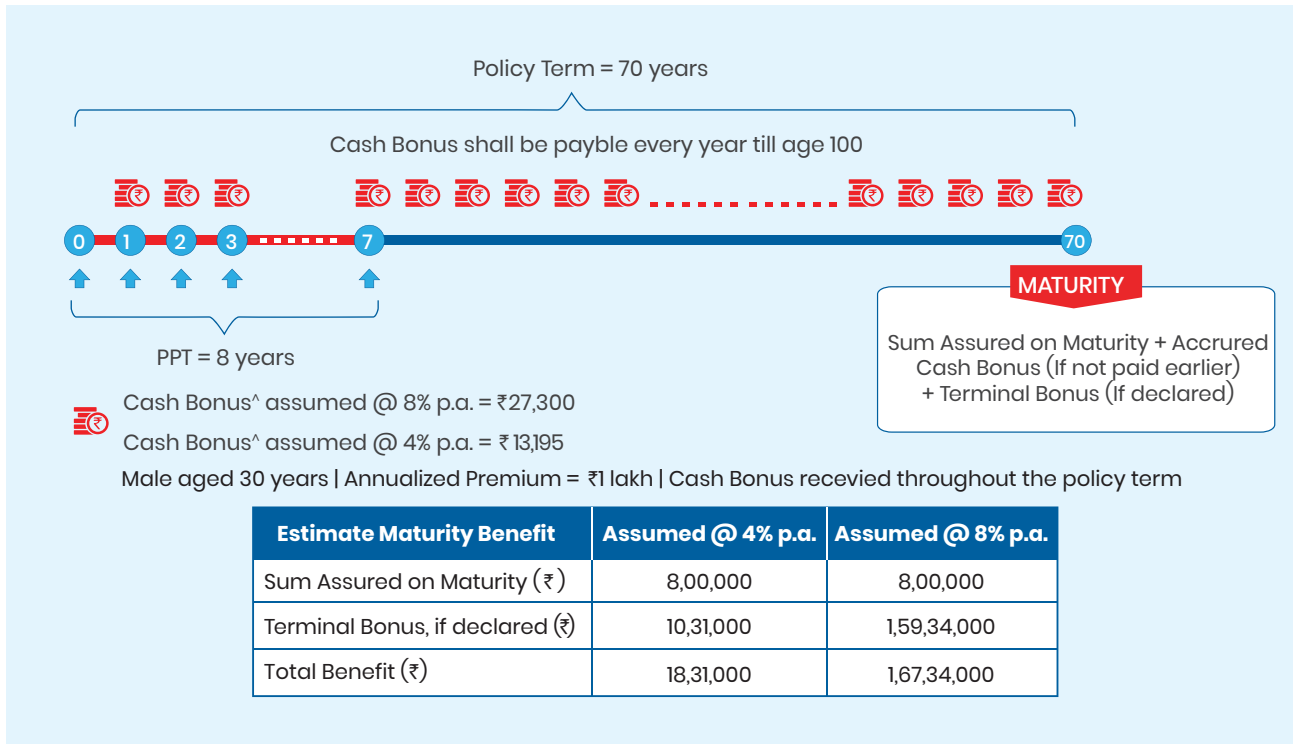 Policy Term = 70 years
Cash Bonus shall be payble every year till age 100
₹ ₹ ₹ ₹ ₹ ₹ ₹ ₹ ₹ ₹ ₹ ₹ ₹ ₹
0 1 2 3 7 70
MATURITY
Sum Assured on Maturity + Accrured
Cash Bonus (If not paid earlier)
+ Terminal Bonus (If declared)
PPT = 8 years
₹
Cash Bonus^ assumed @ 8% p.a. = ₹27,300
Cash Bonus^ assumed @ 4% p.a. = ₹13,195
Male aged 30 years | Annualized Premium = ₹1 lakh | Cash Bonus recevied throughout the policy term
Estimate Maturity Benefit Assumed @ 4% p.a. Assumed @ 8% p.a.
Sum Assured on Maturity (₹) 8,00,000 8,00,000
Terminal Bonus, if declared (₹) 10,31,000 1,59,34,000
Total Benefit (₹) 18,31,000 1,67,34,000